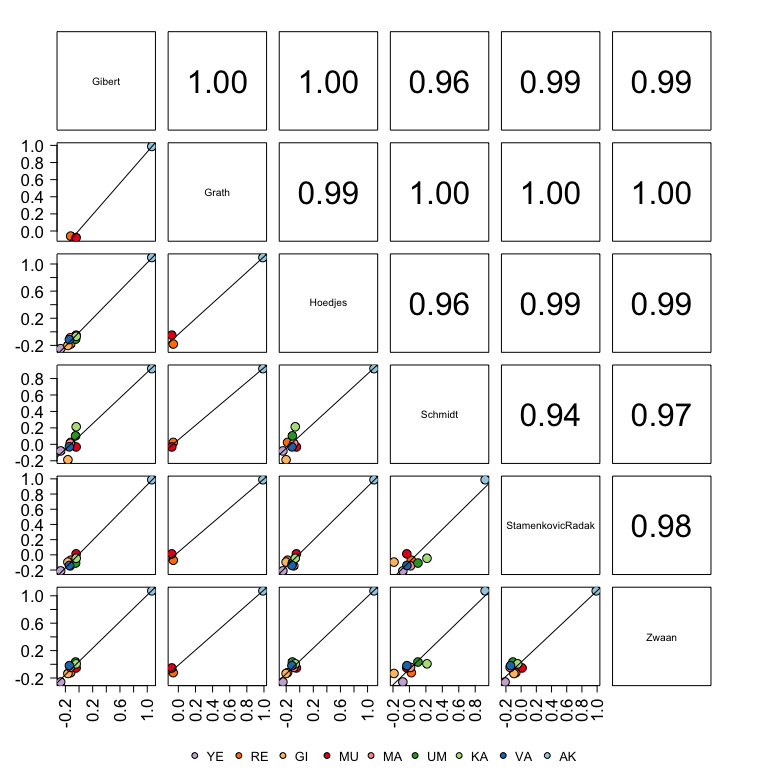 Gibert 1.00 1.00 0.96 0.99 0.99
1.0
0.8
0.6
0.4
0.2
0.0
Grath 0.99 1.00 1.00 1.00
1.0
0.6
0.2
-0.2
Hoedjes 0.96 0.99 0.99
0.8
0.6
0.4
0.2
0.0
-0.2
Schmidt 0.94 0.97
1.0
0.8
0.6
0.4
0.2
0.0
-0.2
StamenkovicRadak 0.98
1.0
0.6
0.2
-0.2
Zwaan
-0.2 0.2 0.6 1.0
0.0 0.2 0.4 0.6 0.8 1.0
-0.2 0.2 0.6 1.0
-0.2 0.0 0.2 0.4 0.6 0.8
-0.2 0.0 0.2 0.4 0.6 0.8 1.0
YE RE GI MU MA UM KA VA AK